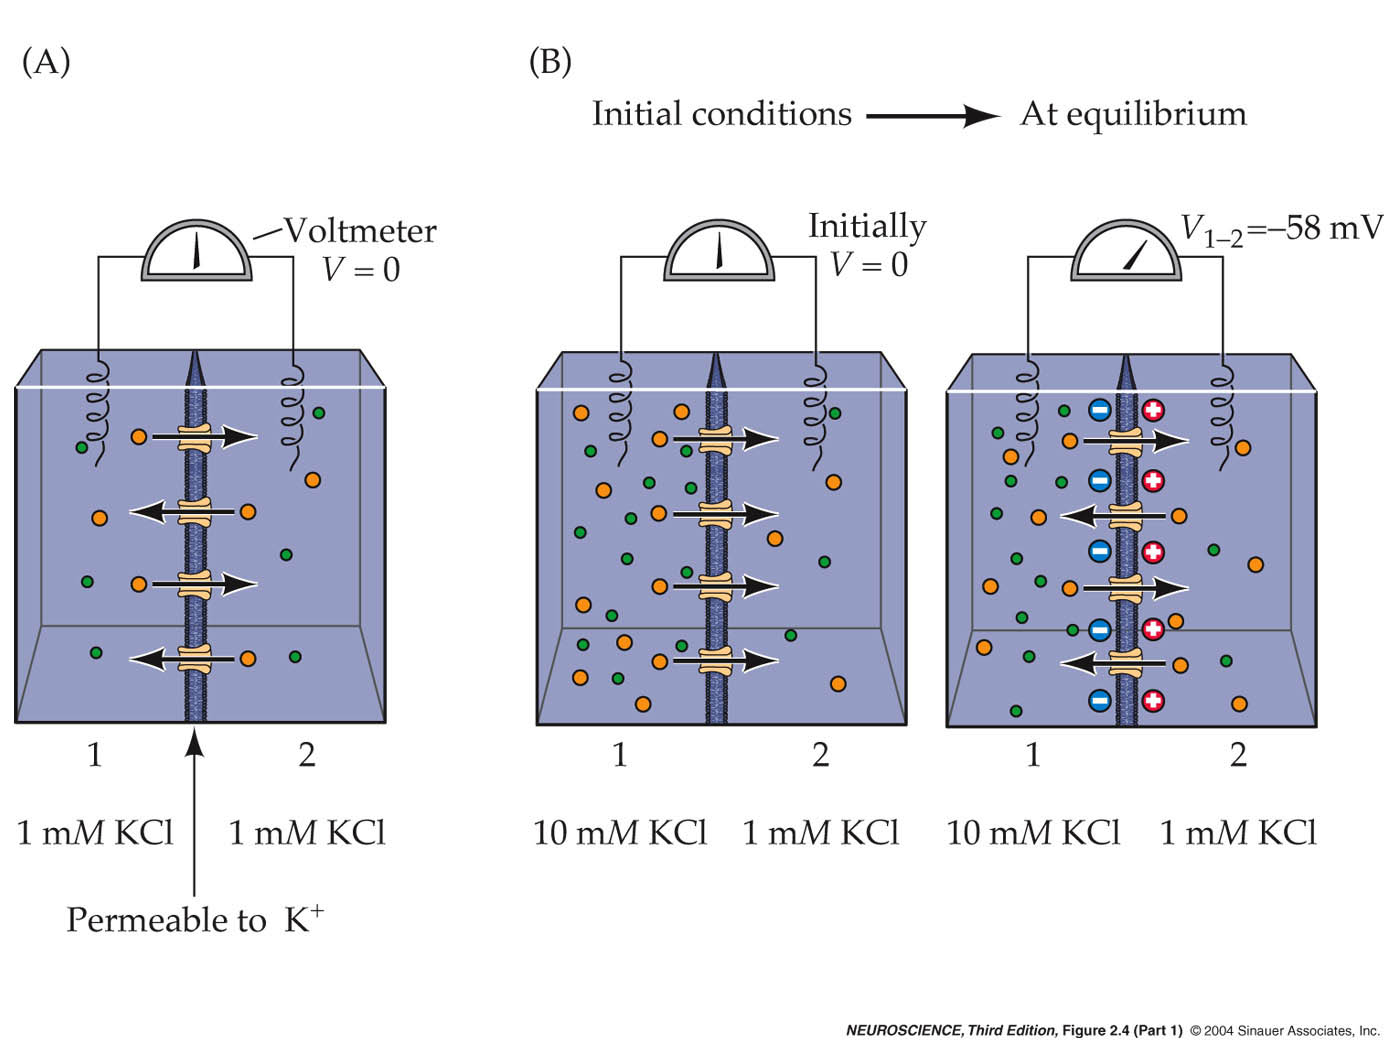 (A)
(B)
Initial conditions
At equilibrium
Voltmeter
V = 0
Initially
V = 0
V1–2=–58 mV
1
2
1
2
1
2
1 mM KCl
1 mM KCl
10 mM KCl
1 mM KCl
10 mM KCl
1 mM KCl
Permeable to K+
NEUROSCIENCE, Third Edition, Figure 2.4 (Part 1) © 2004 Sinauer Associates, Inc.